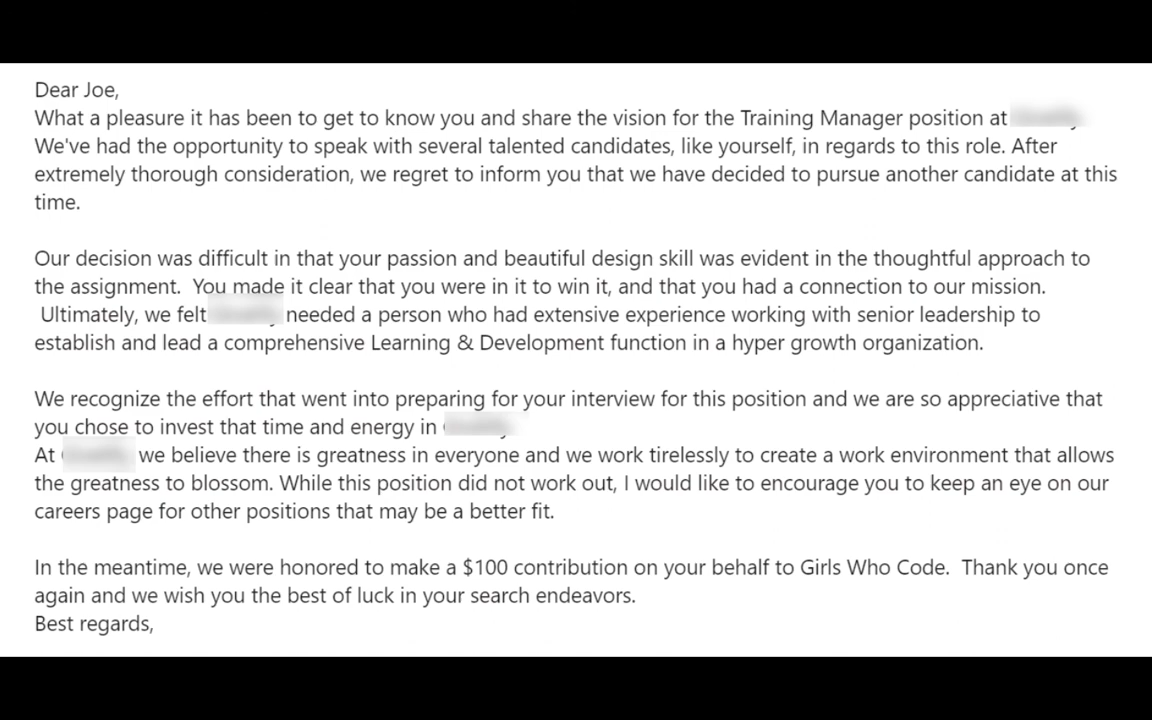 Dear Joe,
What a pleasure it has been to get to know you and share the vision for the Training Manager position at
We've had the opportunity to speak with several talented candidates, like yourself, in regards to this role. After
extremely thorough consideration, we regret to inform you that we have decided to pursue another candidate at this
time.
Our decision was difficult in that your passion and beautiful design skill was evident in the thoughtful approach to
the assignment.  You made it clear that you were in it to win it, and that you had a connection to our mission.
Ultimately, we felt needed a person who had extensive experience working with senior leadership to
establish and lead a comprehensive Learning & Development function in a hyper growth organization.
We recognize the effort that went into preparing for your interview for this position and we are so appreciative that
you chose to invest that time and energy in
At we believe there is greatness in everyone and we work tirelessly to create a work environment that allows
the greatness to blossom. While this position did not work out, I would like to encourage you to keep an eye on our
careers page for other positions that may be a better fit.
In the meantime, we were honored to make a $100 contribution on your behalf to Girls Who Code.  Thank you once
again and we wish you the best of luck in your search endeavors.
Best regards,